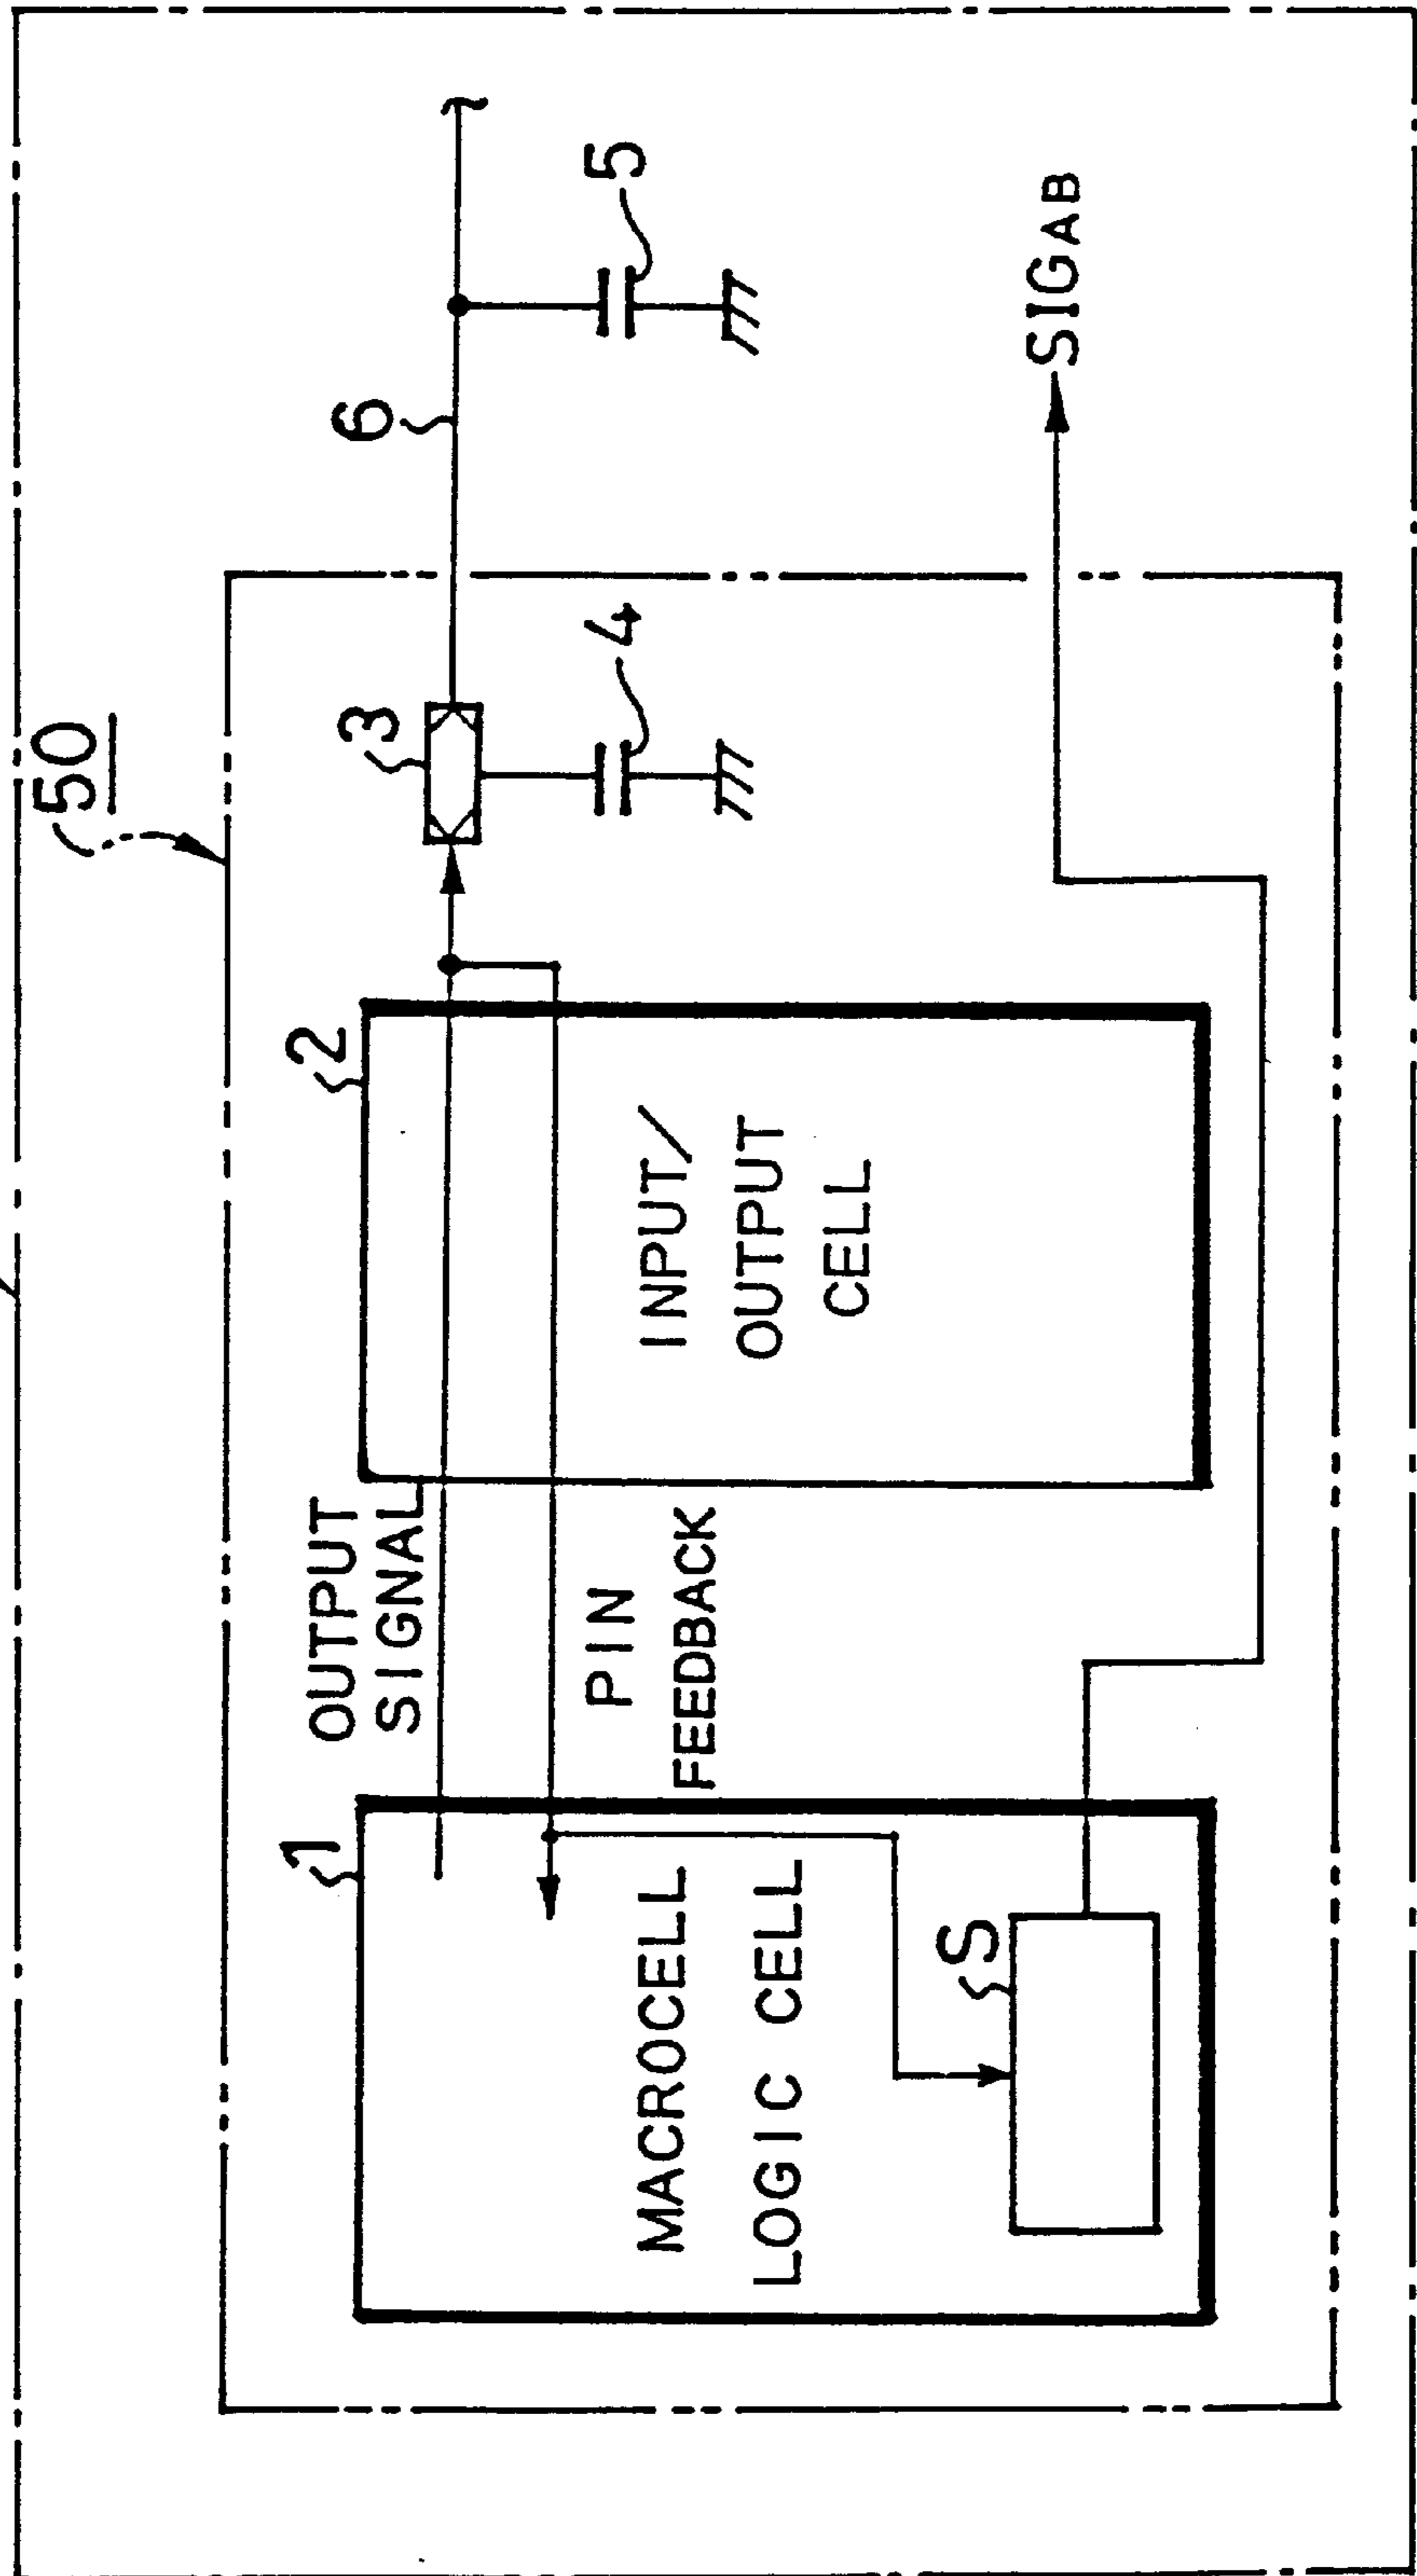 50
1
OUTPUT
SIGNAL
2
3
6
4
5
PIN
FEEDBACK
MACROCELL
LOGIC CELL
INPUT/
OUTPUT
CELL
S
SIGAB